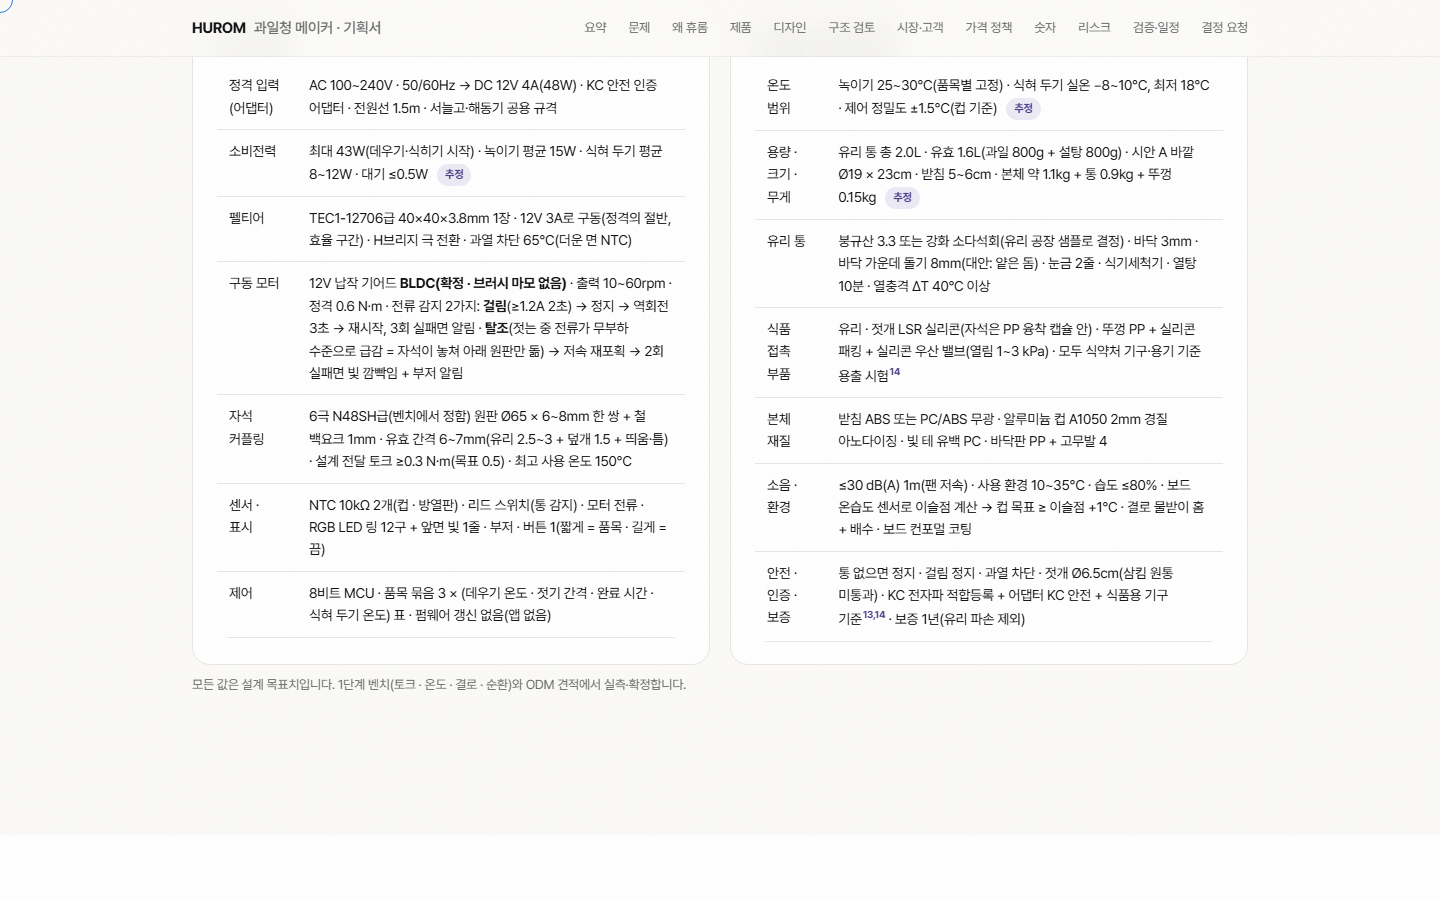 HUROM 과일청 메이커 · 기획서
요약 문제 왜 휴롬 제품 디자인 구조 검토 시장·고객 가격 정책 숫자 리스크 검증·일정 결정 요청
정격 입력
(어댑터)
AC 100~240V · 50/60Hz → DC 12V 4A(48W) · KC 안전 인증
어댑터 · 전원선 1.5m · 서늘고·해동기 공용 규격
소비전력
최대 43W(데우기·식히기 시작) · 녹이기 평균 15W · 식혀 두기 평균
8~12W · 대기 ≤0.5W 추정
펠티어
TEC1-12706급 40×40×3.8mm 1장 · 12V 3A로 구동(정격의 절반,
효율 구간) · H브리지 극 전환 · 과열 차단 65°C(더운 면 NTC)
구동 모터
12V 납작 기어드 BLDC(확정 · 브러시 마모 없음) · 출력 10~60rpm ·
정격 0.6 N·m · 전류 감지 2가지: 걸림(≥1.2A 2초) → 정지 → 역회전
3초 → 재시작, 3회 실패면 알림 · 탈조(젓는 중 전류가 무부하
수준으로 급감 = 자석이 놓쳐 아래 원판만 돎) → 저속 재포획 → 2회
실패면 빛 깜빡임 + 부저 알림
자석
커플링
6극 N48SH급(벤치에서 정함) 원판 Ø65 × 6~8mm 한 쌍 + 철
백요크 1mm · 유효 간격 6~7mm(유리 2.5~3 + 덮개 1.5 + 띄움·틈)
· 설계 전달 토크 ≥0.3 N·m(목표 0.5) · 최고 사용 온도 150°C
센서 ·
표시
NTC 10kΩ 2개(컵 · 방열판) · 리드 스위치(통 감지) · 모터 전류 ·
RGB LED 링 12구 + 앞면 빛 1줄 · 부저 · 버튼 1(짧게 = 품목 · 길게 =
끔)
제어
8비트 MCU · 품목 묶음 3 × (데우기 온도 · 젓기 간격 · 완료 시간 ·
식혀 두기 온도) 표 · 펌웨어 갱신 없음(앱 없음)
온도
범위
녹이기 25~30°C(품목별 고정) · 식혀 두기 실온 −8~10°C, 최저 18°C
· 제어 정밀도 ±1.5°C(컵 기준) 추정
용량 ·
크기 ·
무게
유리 통 총 2.0L · 유효 1.6L(과일 800g + 설탕 800g) · 시안 A 바깥
Ø19 × 23cm · 받침 5~6cm · 본체 약 1.1kg + 통 0.9kg + 뚜껑
0.15kg 추정
유리 통
붕규산 3.3 또는 강화 소다석회(유리 공장 샘플로 결정) · 바닥 3mm ·
바닥 가운데 돌기 8mm(대안: 얕은 돔) · 눈금 2줄 · 식기세척기 · 열탕
10분 · 열충격 ΔT 40°C 이상
식품
접촉
부품
유리 · 젓개 LSR 실리콘(자석은 PP 융착 캡슐 안) · 뚜껑 PP + 실리콘
패킹 + 실리콘 우산 밸브(열림 1~3 kPa) · 모두 식약처 기구·용기 기준
용출 시험14
본체
재질
받침 ABS 또는 PC/ABS 무광 · 알루미늄 컵 A1050 2mm 경질
아노다이징 · 빛 테 유백 PC · 바닥판 PP + 고무발 4
소음 ·
환경
≤30 dB(A) 1m(팬 저속) · 사용 환경 10~35°C · 습도 ≤80% · 보드
온습도 센서로 이슬점 계산 → 컵 목표 ≥ 이슬점 +1°C · 결로 물받이 홈
+ 배수 · 보드 컨포멀 코팅
안전 ·
인증 ·
보증
통 없으면 정지 · 걸림 정지 · 과열 차단 · 젓개 Ø6.5cm(삼킴 원통
미통과) · KC 전자파 적합등록 + 어댑터 KC 안전 + 식품용 기구
기준13,14 · 보증 1년(유리 파손 제외)
모든 값은 설계 목표치입니다. 1단계 벤치(토크 · 온도 · 결로 · 순환)와 ODM 견적에서 실측·확정합니다.